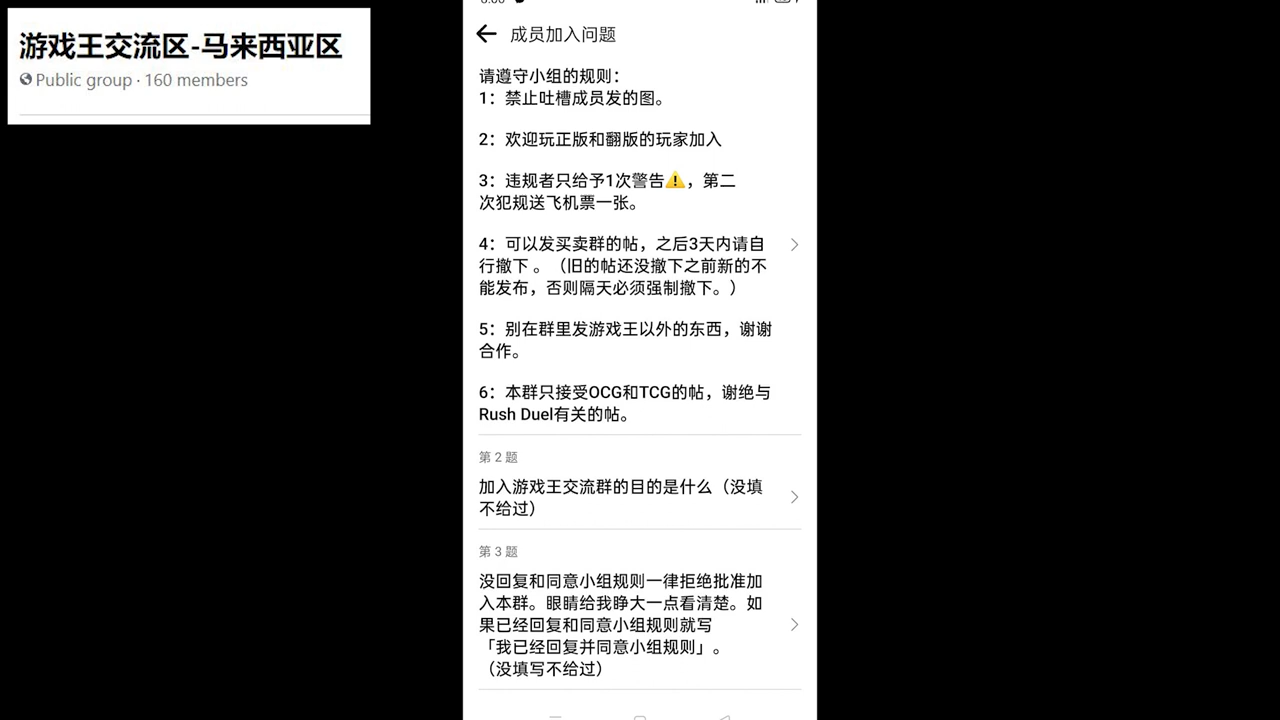 游戏王交流区-马来西亚区
Public group · 160 members
成员加入问题
请遵守小组的规则：
1：禁止吐槽成员发的图。
2：欢迎玩正版和翻版的玩家加入
3：违规者只给予1次警告⚠️，第二
次犯规送飞机票一张。
4：可以发买卖群的帖，之后3天内请自
行撤下 。（旧的帖还没撤下之前新的不
能发布，否则隔天必须强制撤下。）
5：别在群里发游戏王以外的东西，谢谢
合作。
6：本群只接受OCG和TCG的帖，谢绝与
Rush Duel有关的帖。
第 2 题
加入游戏王交流群的目的是什么（没填
不给过）
第 3 题
没回复和同意小组规则一律拒绝批准加
入本群。眼睛给我睁大一点看清楚。如
果已经回复和同意小组规则就写
「我已经回复并同意小组规则」。
（没填写不给过）